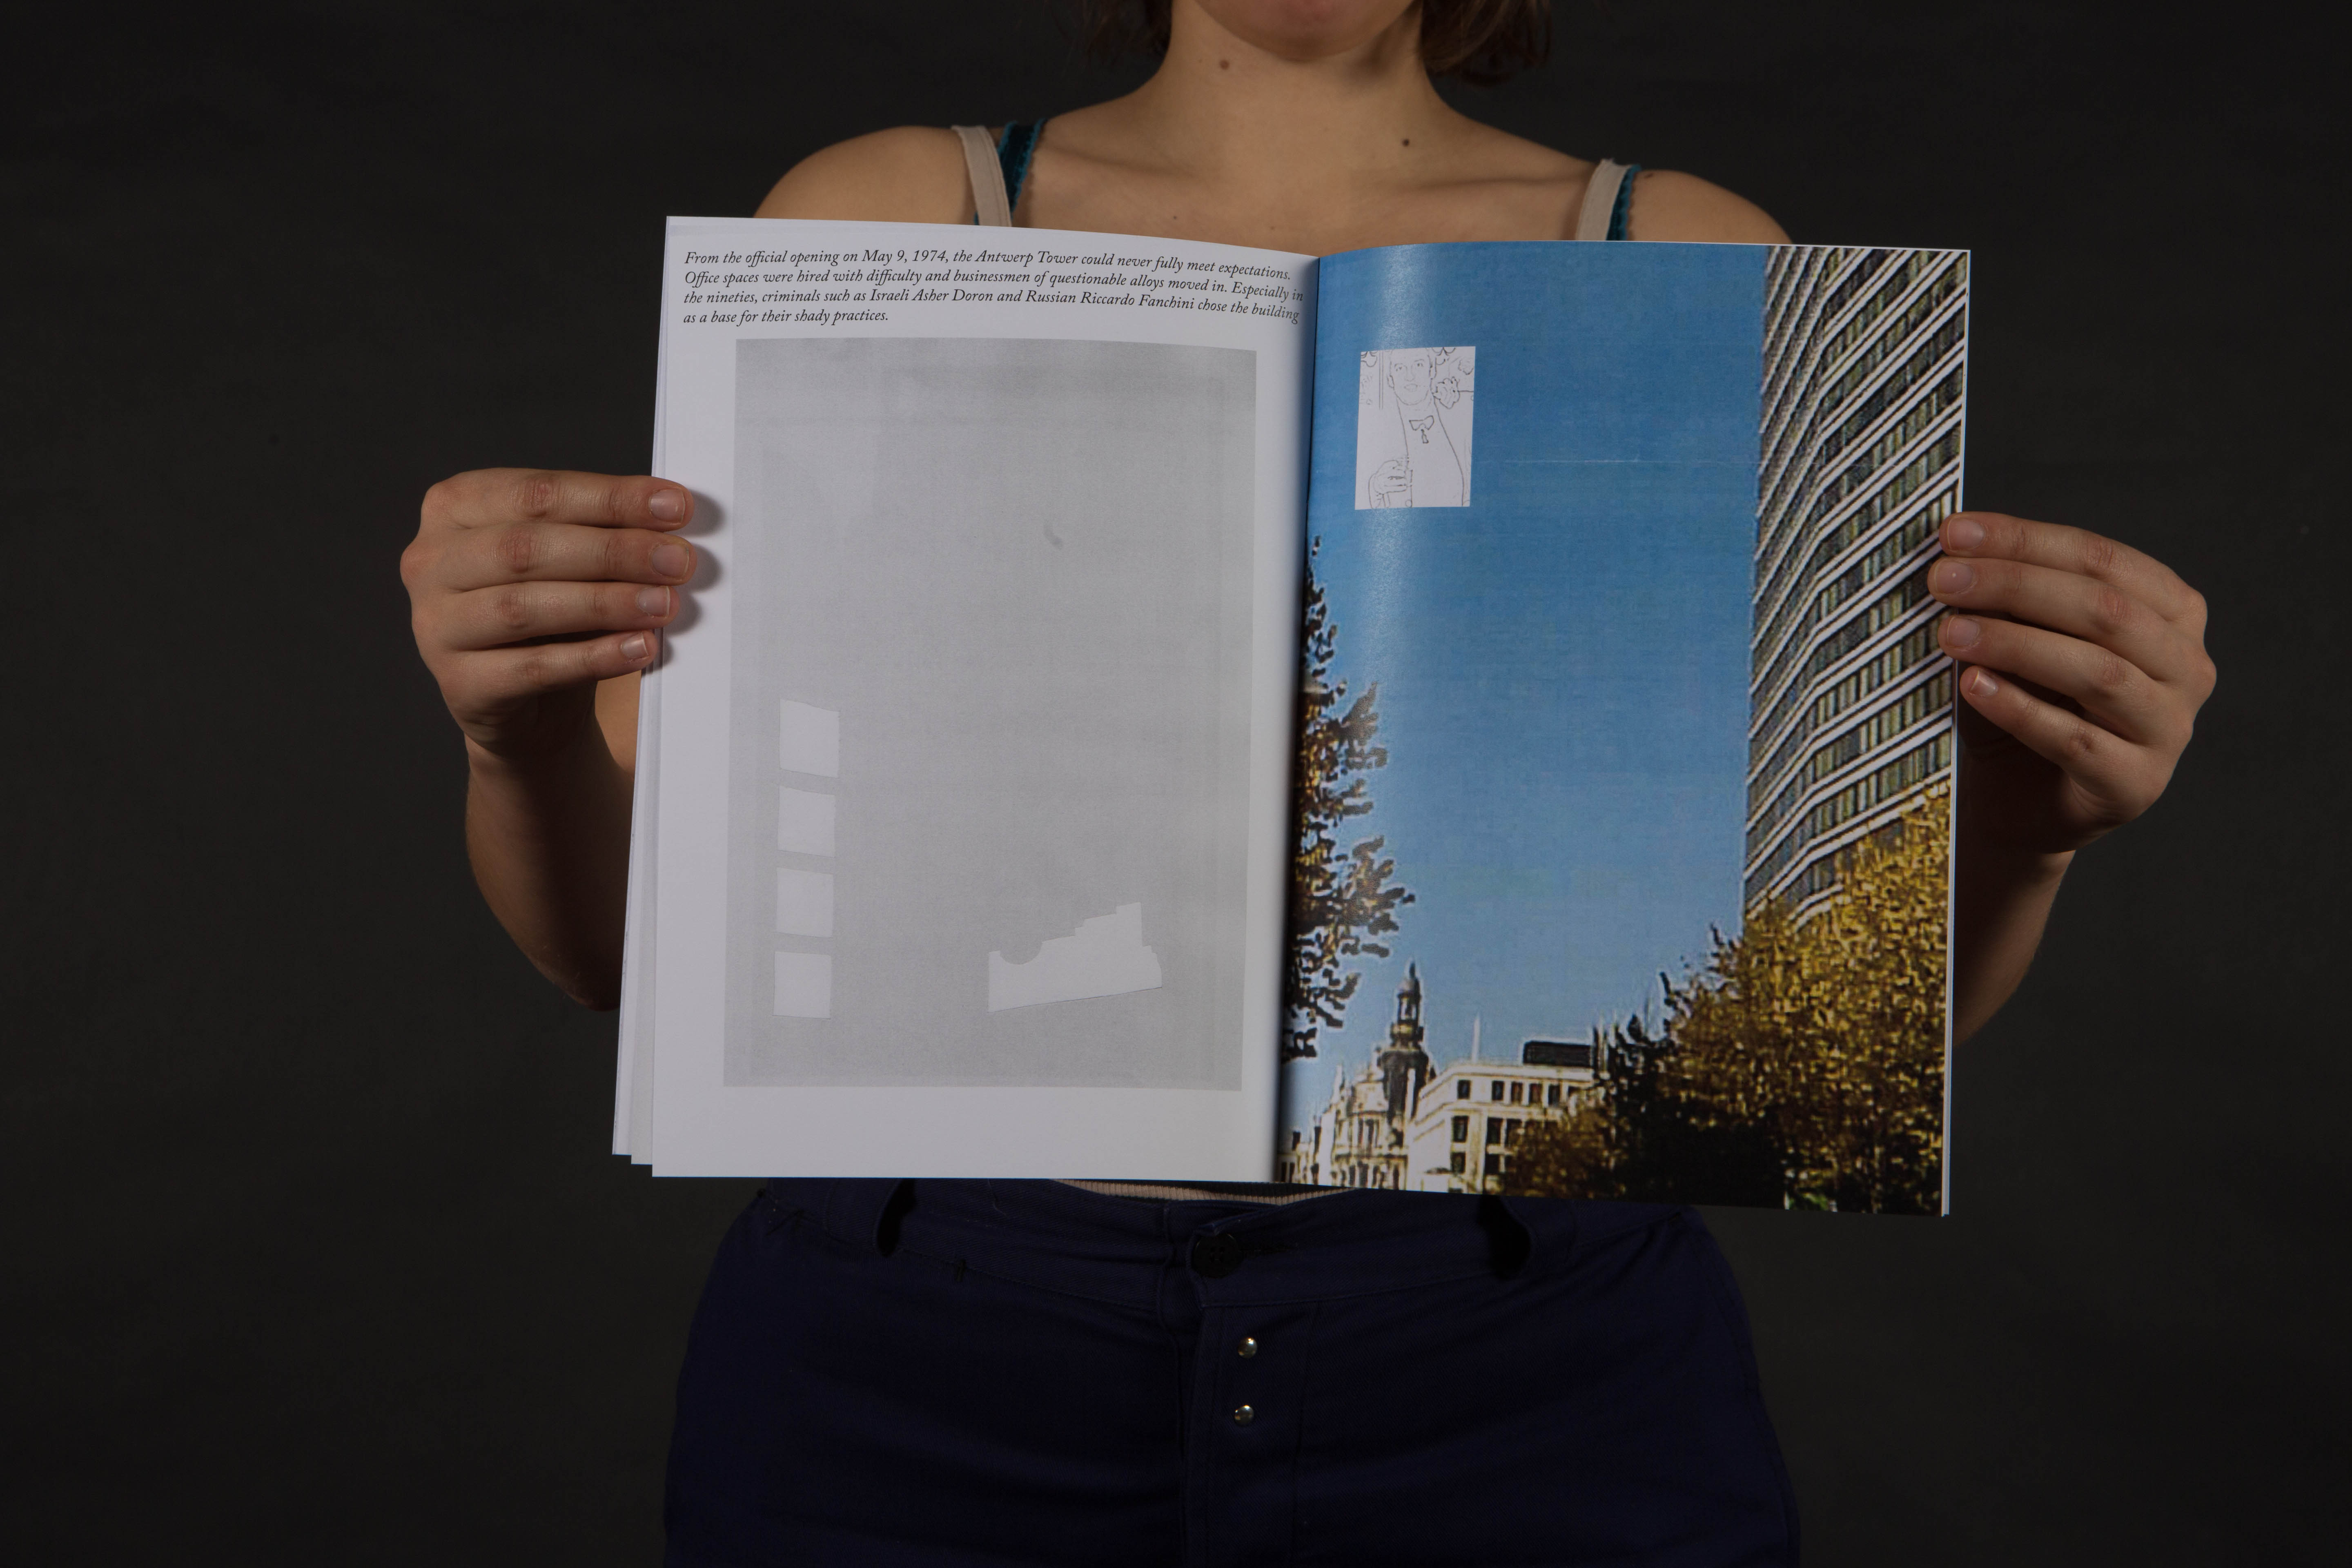 From the official opening on May 9, 1974, the Antwerp Tower could never fully meet expectations.
Office spaces were hired with difficulty and businessmen of questionable alloys moved in. Especially in
the nineties, criminals such as Israeli Asher Doron and Russian Riccardo Fanchini chose the building
as a base for their shady practices.